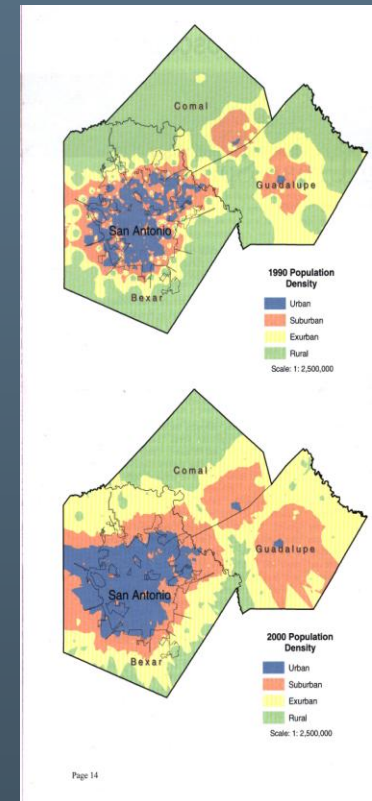 Comal
Guadalupe
San Antonio
Bexar
1990 Population
Density
Urban
Suburban
Exurban
Rural
Scale: 1: 2,500,000
Comal
Guadalupe
San Antonio
Bexar
2000 Population
Density
Urban
Suburban
Exurban
Rural
Scale: 1: 2,500,000
Page 14